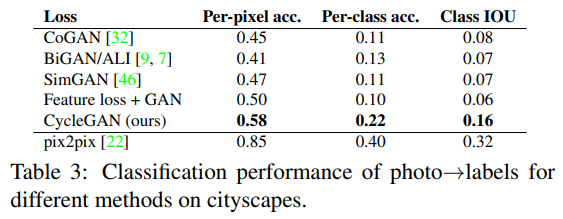 Loss Per-pixel acc. Per-class acc. Class IOU
CoGAN [32] 0.45 0.11 0.08
BiGAN/ALI [9, 7] 0.41 0.13 0.07
SimGAN [46] 0.47 0.11 0.07
Feature loss + GAN 0.50 0.10 0.06
CycleGAN (ours) 0.58 0.22 0.16
pix2pix [22] 0.85 0.40 0.32
Table 3: Classification performance of photo→labels for
different methods on cityscapes.